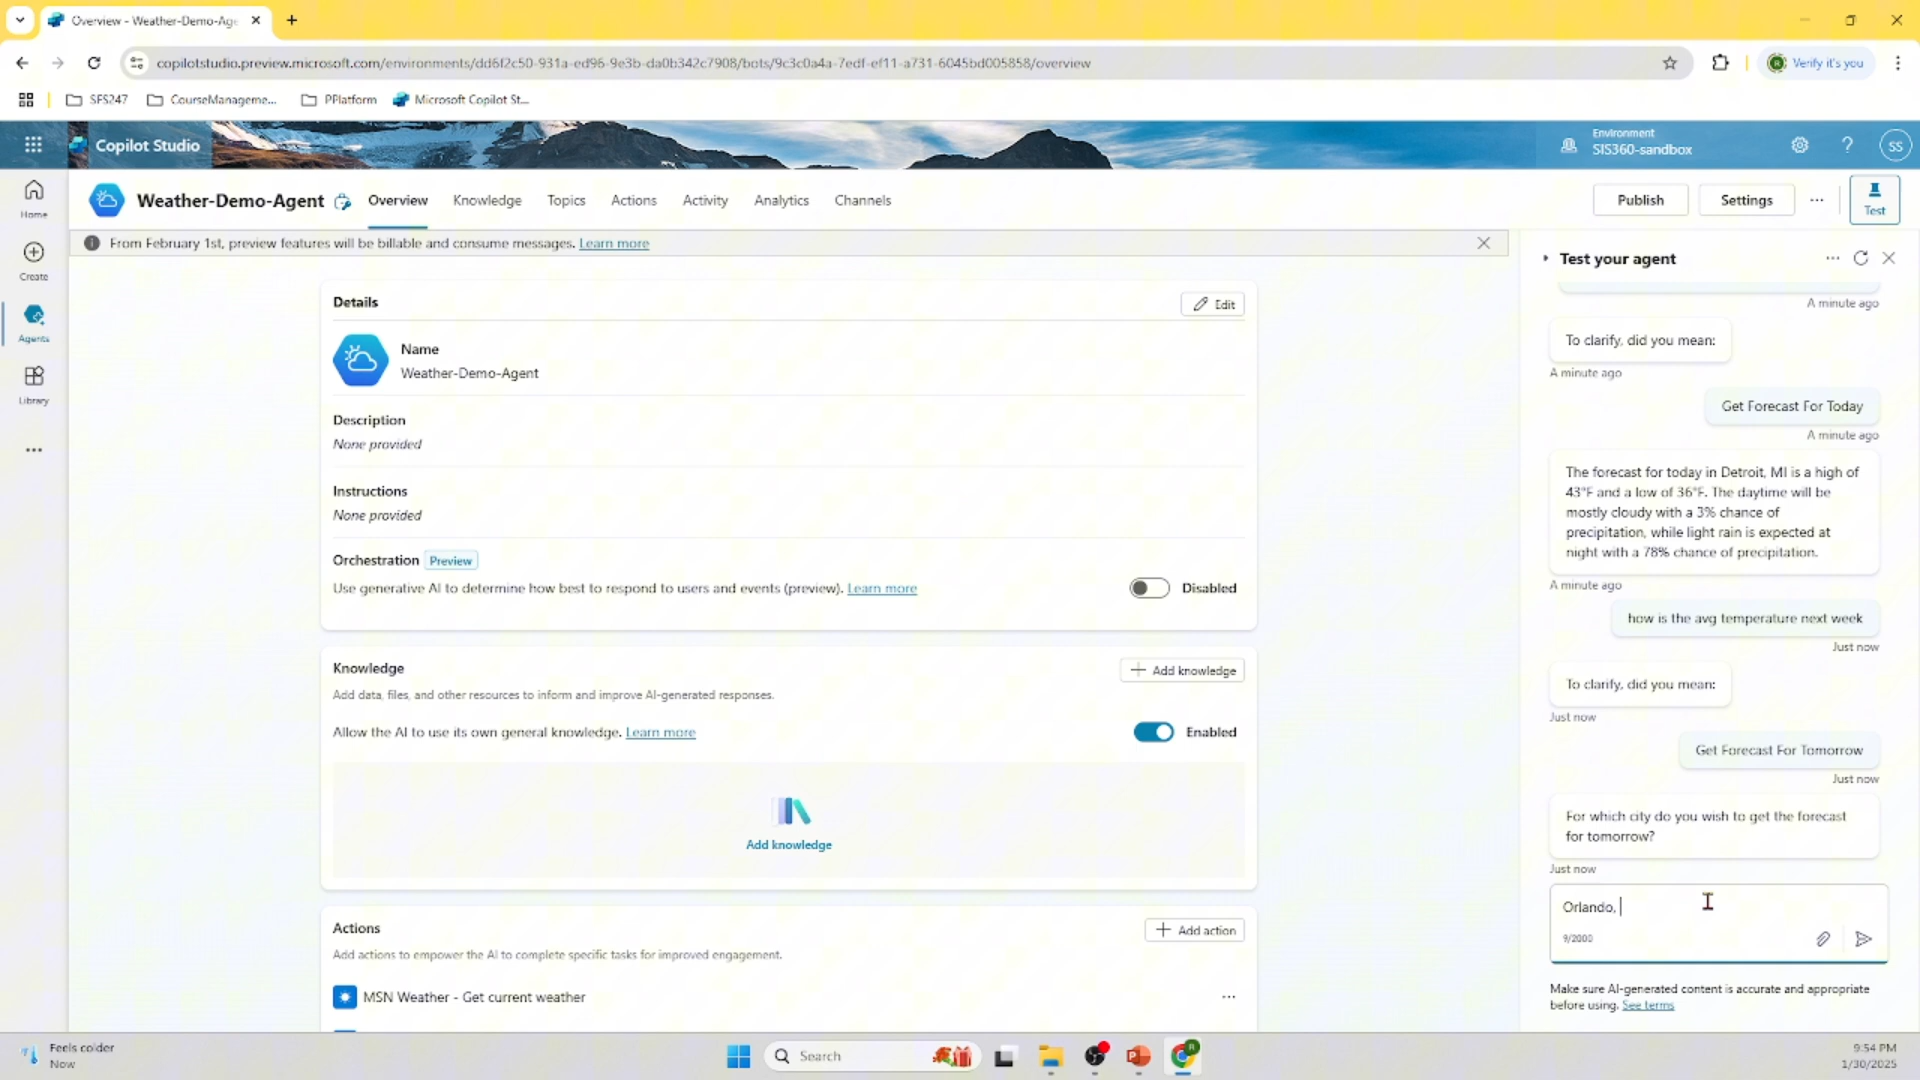 Overview - Weather-Demo-Age
copilotstudio.preview.microsoft.com/environments/dd6f2c50-931a-ed96-9e3b-da0b342c7908/bots/9c3c0a4a-7edf-ef11-a731-6045bd005858/overview
Verify it's you
SFS247
CourseManageme...
PPlatform
Microsoft Copilot St...
Copilot Studio
Environment
SIS360-sandbox
SS
Home
Create
Agents
Library
Weather-Demo-Agent
Overview
Knowledge
Topics
Actions
Activity
Analytics
Channels
Publish
Settings
Test
From February 1st, preview features will be billable and consume messages. Learn more
Details
Edit
Name
Weather-Demo-Agent
Description
None provided
Instructions
None provided
Orchestration Preview
Use generative AI to determine how best to respond to users and events (preview). Learn more
Disabled
Knowledge
Add knowledge
Add data, files, and other resources to inform and improve AI-generated responses.
Allow the AI to use its own general knowledge. Learn more
Enabled
Add knowledge
Actions
Add action
Add actions to empower the AI to complete specific tasks for improved engagement.
MSN Weather - Get current weather
Test your agent
A minute ago
To clarify, did you mean:
A minute ago
Get Forecast For Today
A minute ago
The forecast for today in Detroit, MI is a high of
43°F and a low of 36°F. The daytime will be
mostly cloudy with a 3% chance of
precipitation, while light rain is expected at
night with a 78% chance of precipitation.
A minute ago
how is the avg temperature next week
Just now
To clarify, did you mean:
Just now
Get Forecast For Tomorrow
Just now
For which city do you wish to get the forecast
for tomorrow?
Just now
Orlando,
9/2000
Make sure AI-generated content is accurate and appropriate
before using. See terms
Feels colder
Now
Search
9:54 PM
1/30/2025